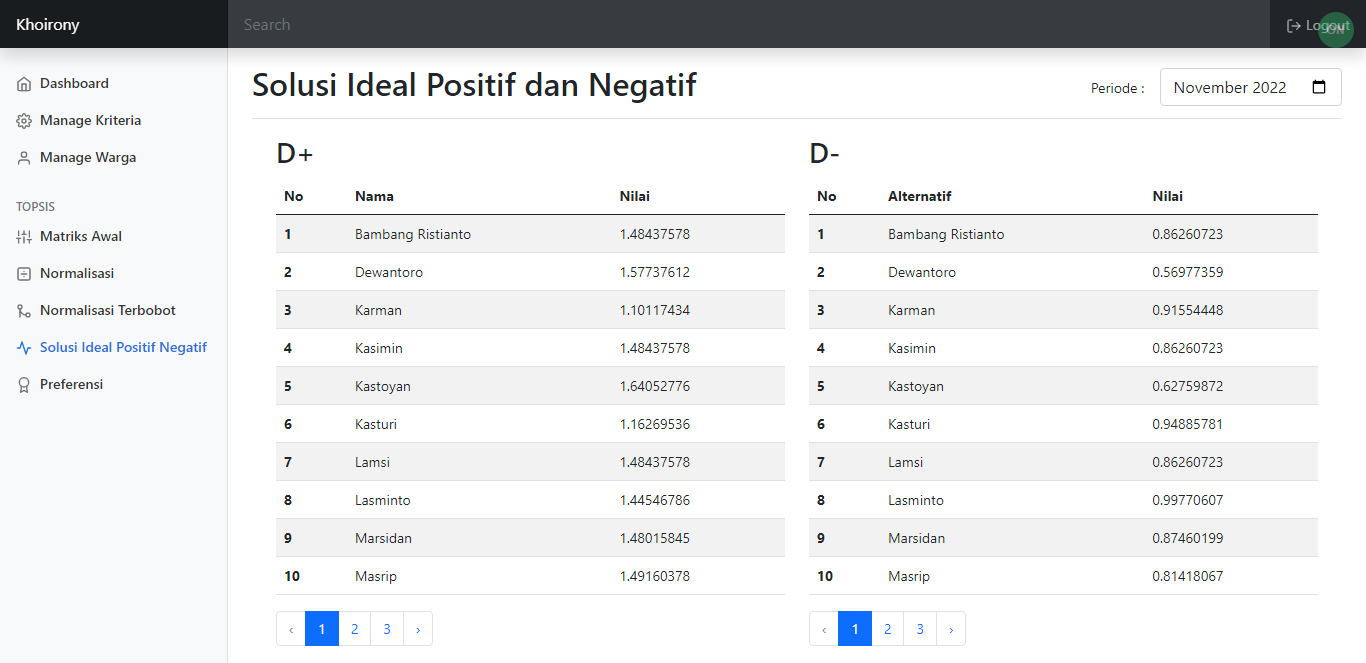 Khoirony
Search
Logout
ON
Dashboard
Manage Kriteria
Manage Warga
TOPSIS
Matriks Awal
Normalisasi
Normalisasi Terbobot
Solusi Ideal Positif Negatif
Preferensi
Solusi Ideal Positif dan Negatif
Periode :
November 2022
D+
No Nama Nilai
1 Bambang Ristianto 1.48437578
2 Dewantoro 1.57737612
3 Karman 1.10117434
4 Kasimin 1.48437578
5 Kastoyan 1.64052776
6 Kasturi 1.16269536
7 Lamsi 1.48437578
8 Lasminto 1.44546786
9 Marsidan 1.48015845
10 Masrip 1.49160378
‹ 1 2 3 ›
D-
No Alternatif Nilai
1 Bambang Ristianto 0.86260723
2 Dewantoro 0.56977359
3 Karman 0.91554448
4 Kasimin 0.86260723
5 Kastoyan 0.62759872
6 Kasturi 0.94885781
7 Lamsi 0.86260723
8 Lasminto 0.99770607
9 Marsidan 0.87460199
10 Masrip 0.81418067
‹ 1 2 3 ›